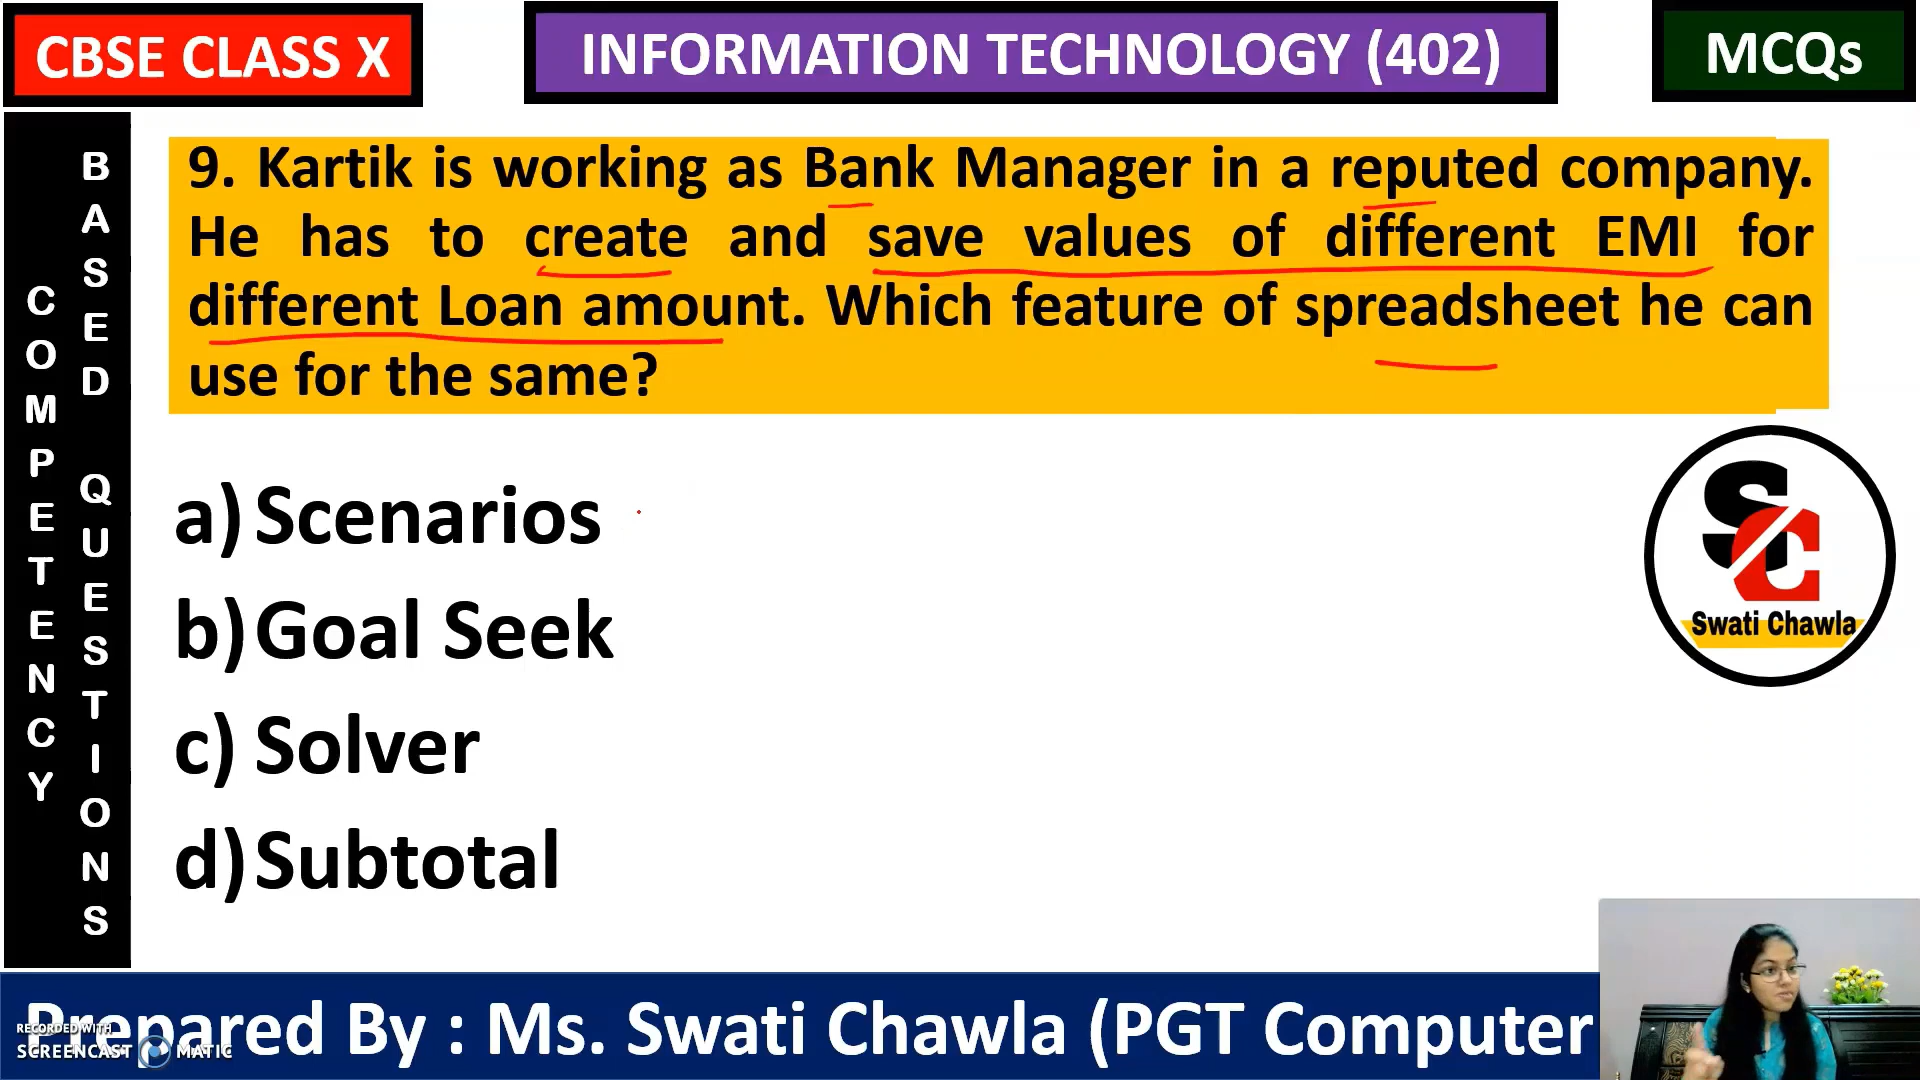 CBSE CLASS X
INFORMATION TECHNOLOGY (402)
MCQs
COMPETENCY
BASED QUESTIONS
9. Kartik is working as Bank Manager in a reputed company.
He has to create and save values of different EMI for
different Loan amount. Which feature of spreadsheet he can
use for the same?
a) Scenarios
b) Goal Seek
c) Solver
d) Subtotal
SC
Swati Chawla
Prepared By : Ms. Swati Chawla (PGT Computer
RECORDED WITH
SCREENCAST MATIC